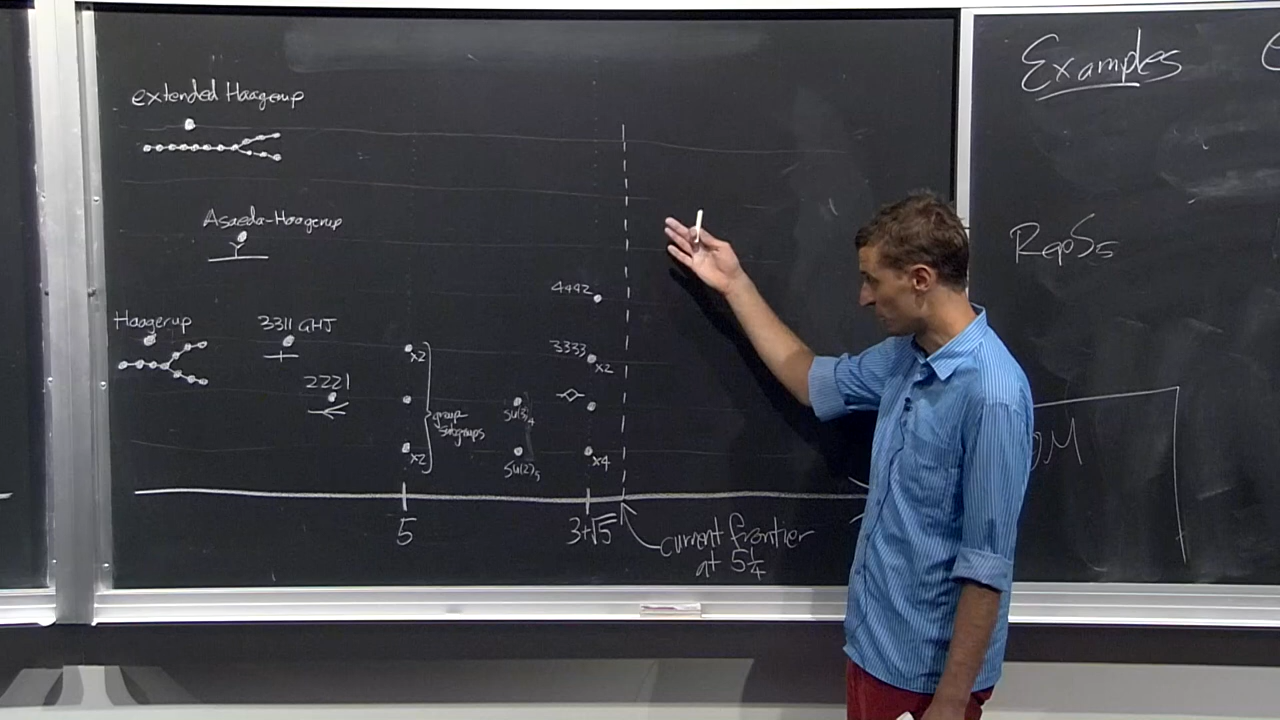 extended Haagerup
Asaeda-Haagerup
Haagerup
3311 GHJ
2221
x2
x2
group
subgroups
SU(3)4
SU(2)5
4442
3333
x2
x4
5
3+√5
current frontier
at 5¼
Examples
RepS5